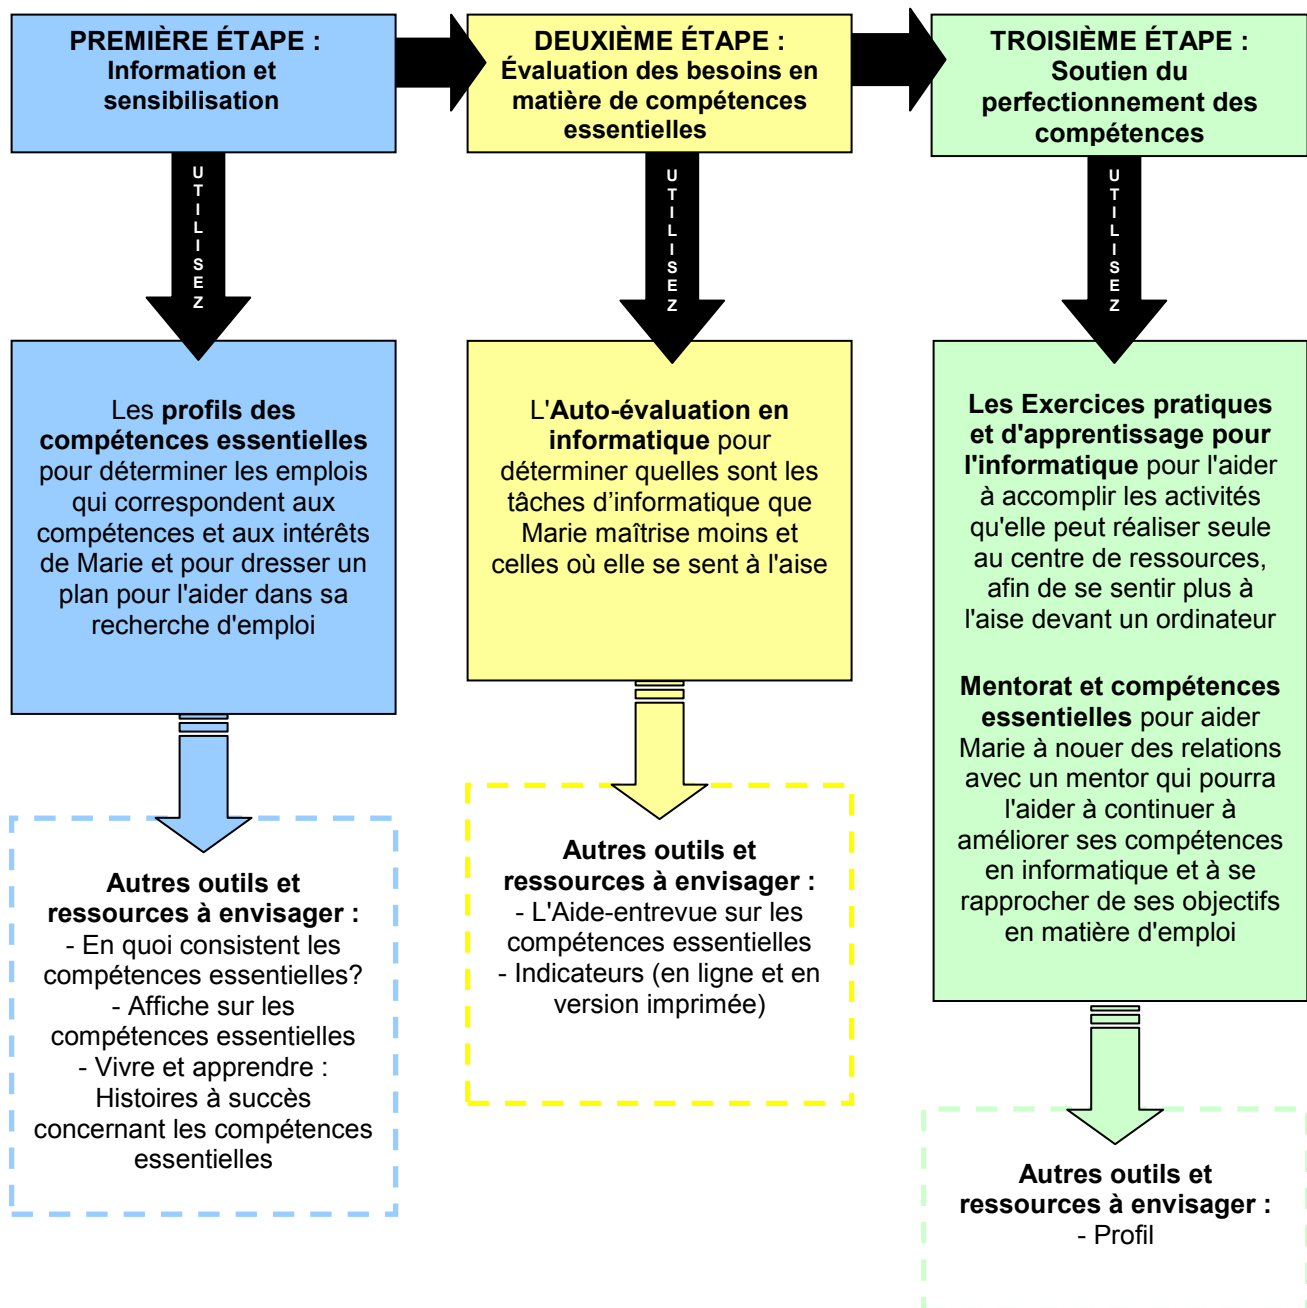 PREMIÈRE ÉTAPE :
Information et
sensibilisation
DEUXIÈME ÉTAPE :
Évaluation des besoins en
matière de compétences
essentielles
TROISIÈME ÉTAPE :
Soutien du
perfectionnement des
compétences
UTILISEZ
UTILISEZ
UTILISEZ
Les profils des
compétences essentielles
pour déterminer les emplois
qui correspondent aux
compétences et aux intérêts
de Marie et pour dresser un
plan pour l'aider dans sa
recherche d'emploi
L'Auto-évaluation en
informatique pour
déterminer quelles sont les
tâches d’informatique que
Marie maîtrise moins et
celles où elle se sent à l'aise
Les Exercices pratiques
et d'apprentissage pour
l'informatique pour l'aider
à accomplir les activités
qu'elle peut réaliser seule
au centre de ressources,
afin de se sentir plus à
l'aise devant un ordinateur
Mentorat et compétences
essentielles pour aider
Marie à nouer des relations
avec un mentor qui pourra
l'aider à continuer à
améliorer ses compétences
en informatique et à se
rapprocher de ses objectifs
en matière d'emploi
Autres outils et
ressources à envisager :
- En quoi consistent les
compétences essentielles?
- Affiche sur les
compétences essentielles
- Vivre et apprendre :
Histoires à succès
concernant les compétences
essentielles
Autres outils et
ressources à envisager :
- L'Aide-entrevue sur les
compétences essentielles
- Indicateurs (en ligne et en
version imprimée)
Autres outils et
ressources à envisager :
- Profil